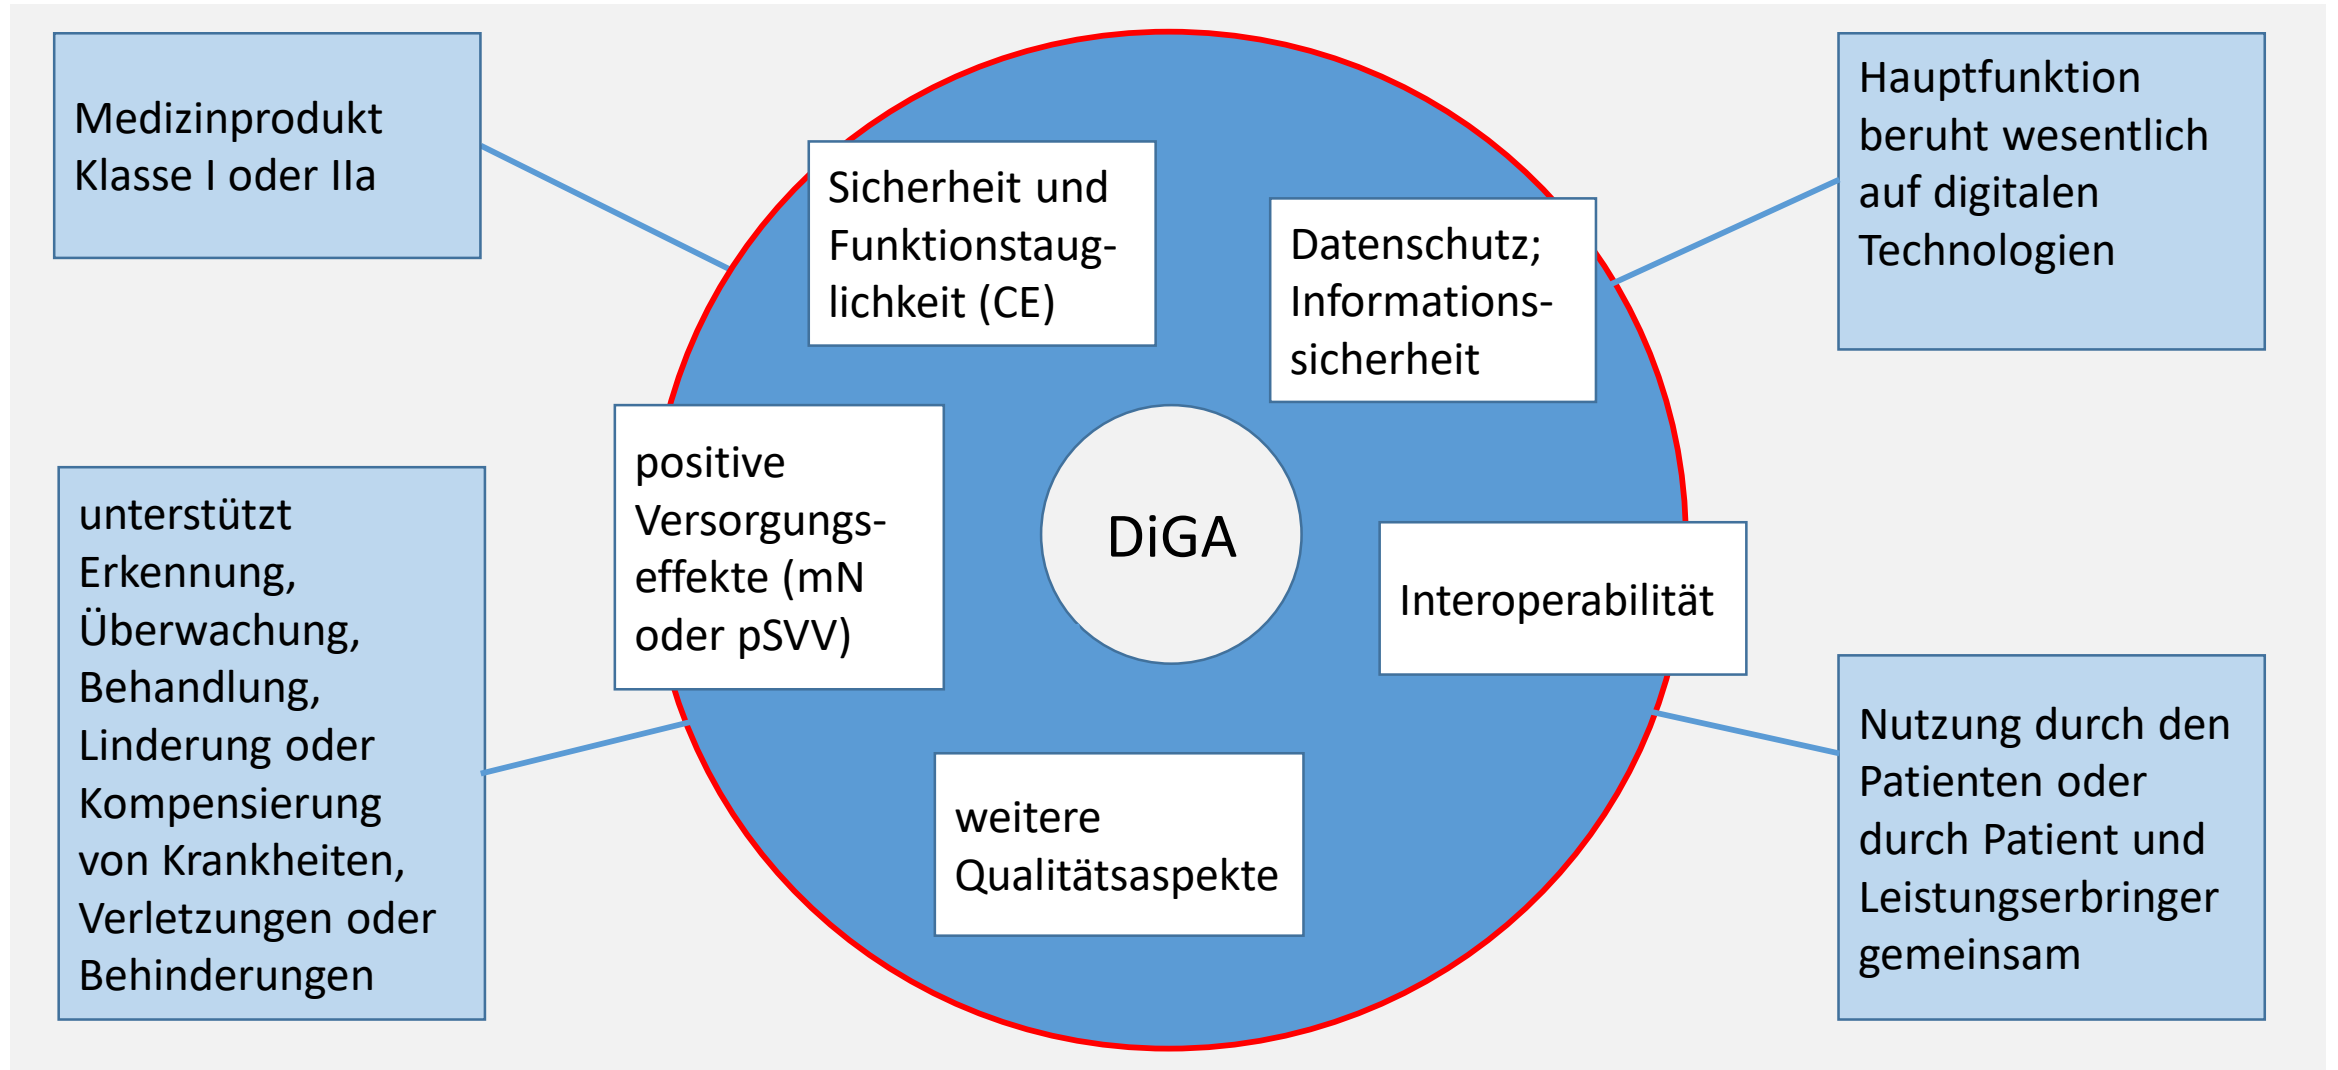 Medizinprodukt
Klasse I oder IIa
Sicherheit und
Funktionstaug-
lichkeit (CE)
Datenschutz;
Informations-
sicherheit
Hauptfunktion
beruht wesentlich
auf digitalen
Technologien
positive
Versorgungs-
effekte (mN
oder pSVV)
DiGA
Interoperabilität
unterstützt
Erkennung,
Überwachung,
Behandlung,
Linderung oder
Kompensierung
von Krankheiten,
Verletzungen oder
Behinderungen
weitere
Qualitätsaspekte
Nutzung durch den
Patienten oder
durch Patient und
Leistungserbringer
gemeinsam